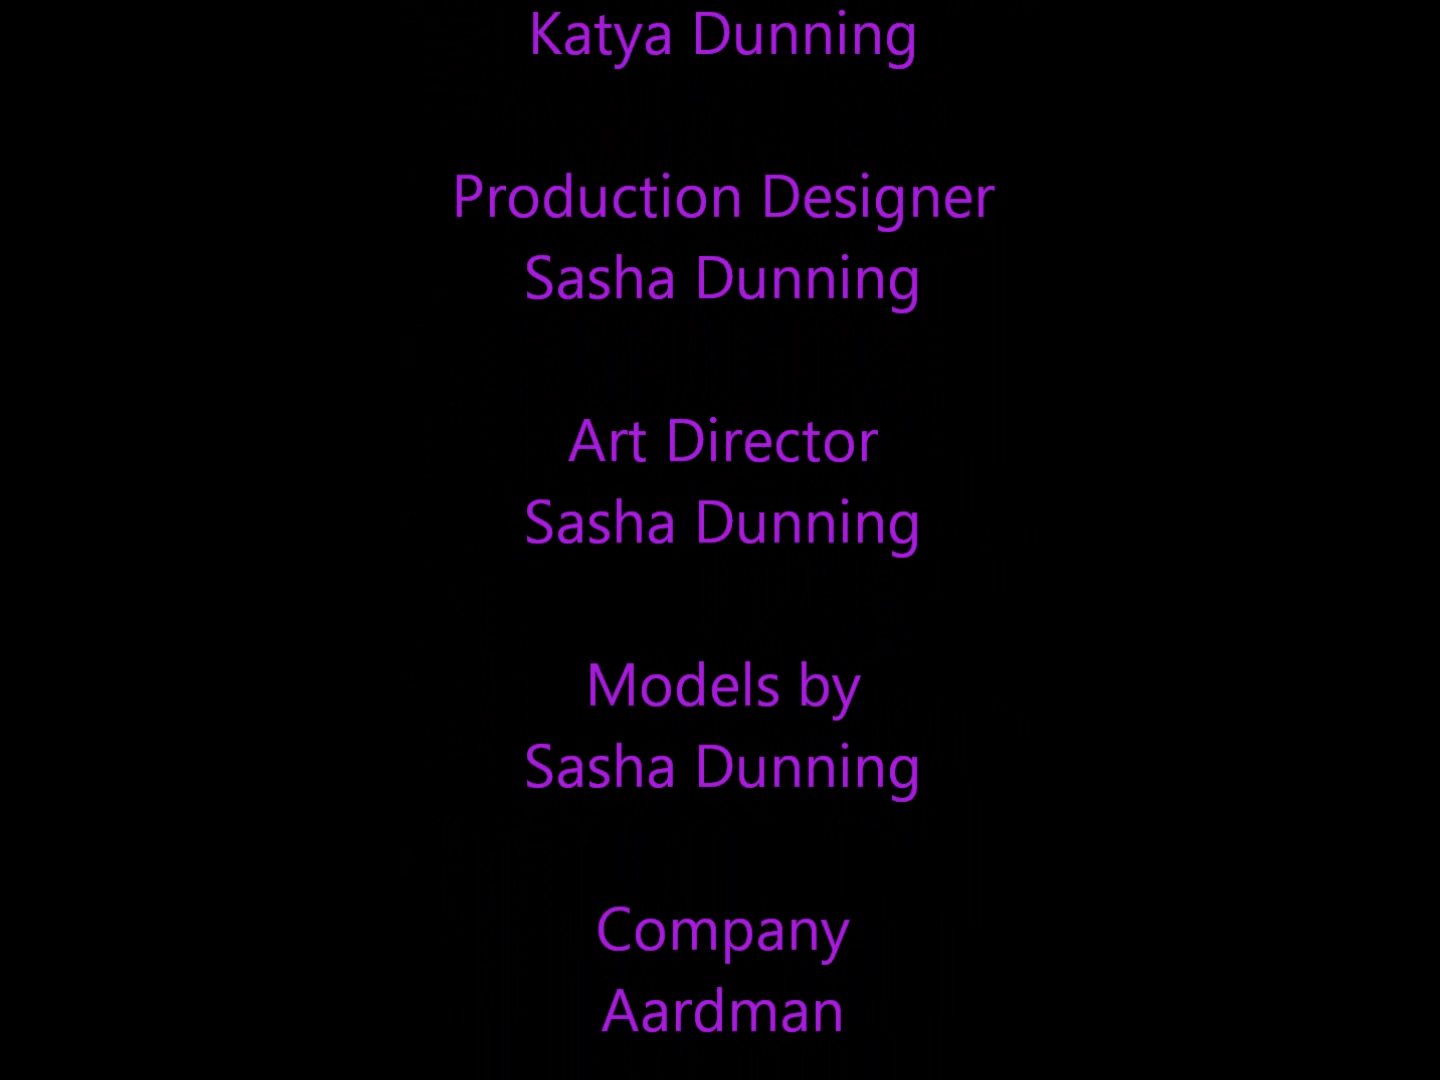 Katya Dunning
Production Designer
Sasha Dunning
Art Director
Sasha Dunning
Models by
Sasha Dunning
Company
Aardman